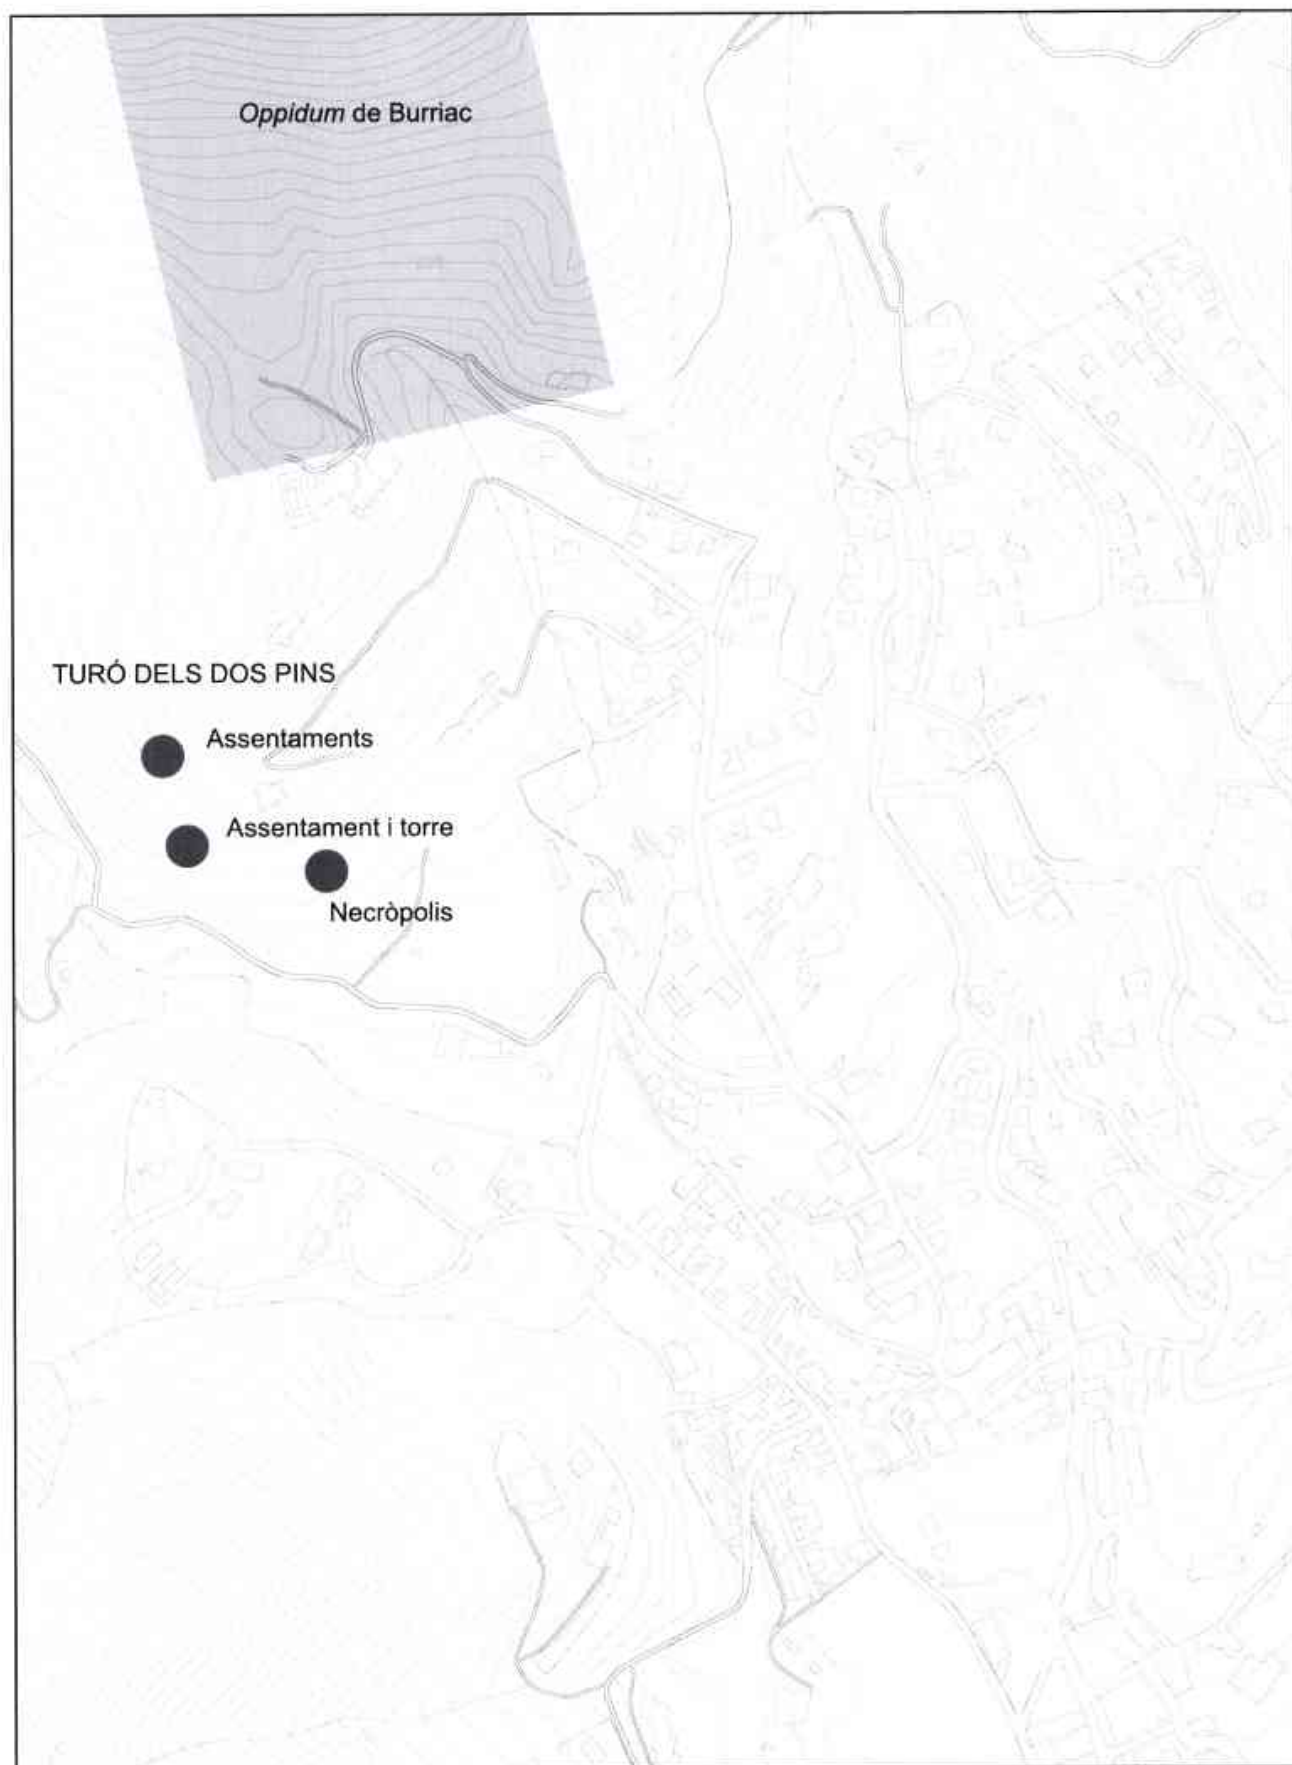 Oppidum de Burriac
TURÓ DELS DOS PINS
Assentaments
Assentament i torre
Necròpolis